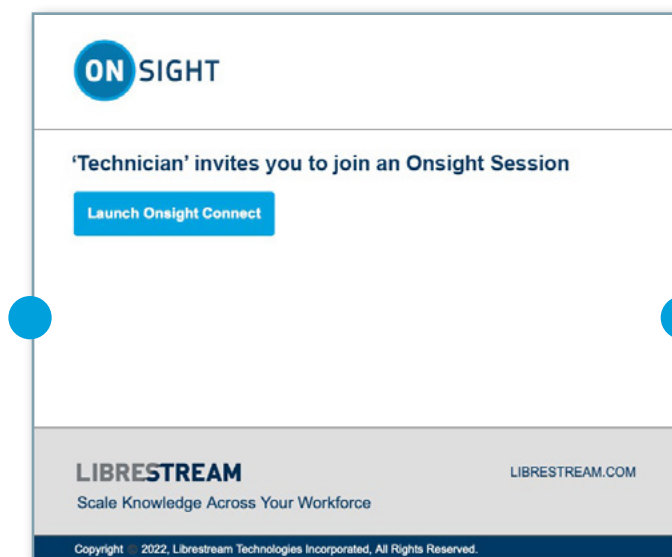 ON SIGHT
‘Technician’ invites you to join an Onsight Session
Launch Onsight Connect
LIBRESTREAM
LIBRESTREAM.COM
Scale Knowledge Across Your Workforce
Copyright © 2022, Librestream Technologies Incorporated, All Rights Reserved.